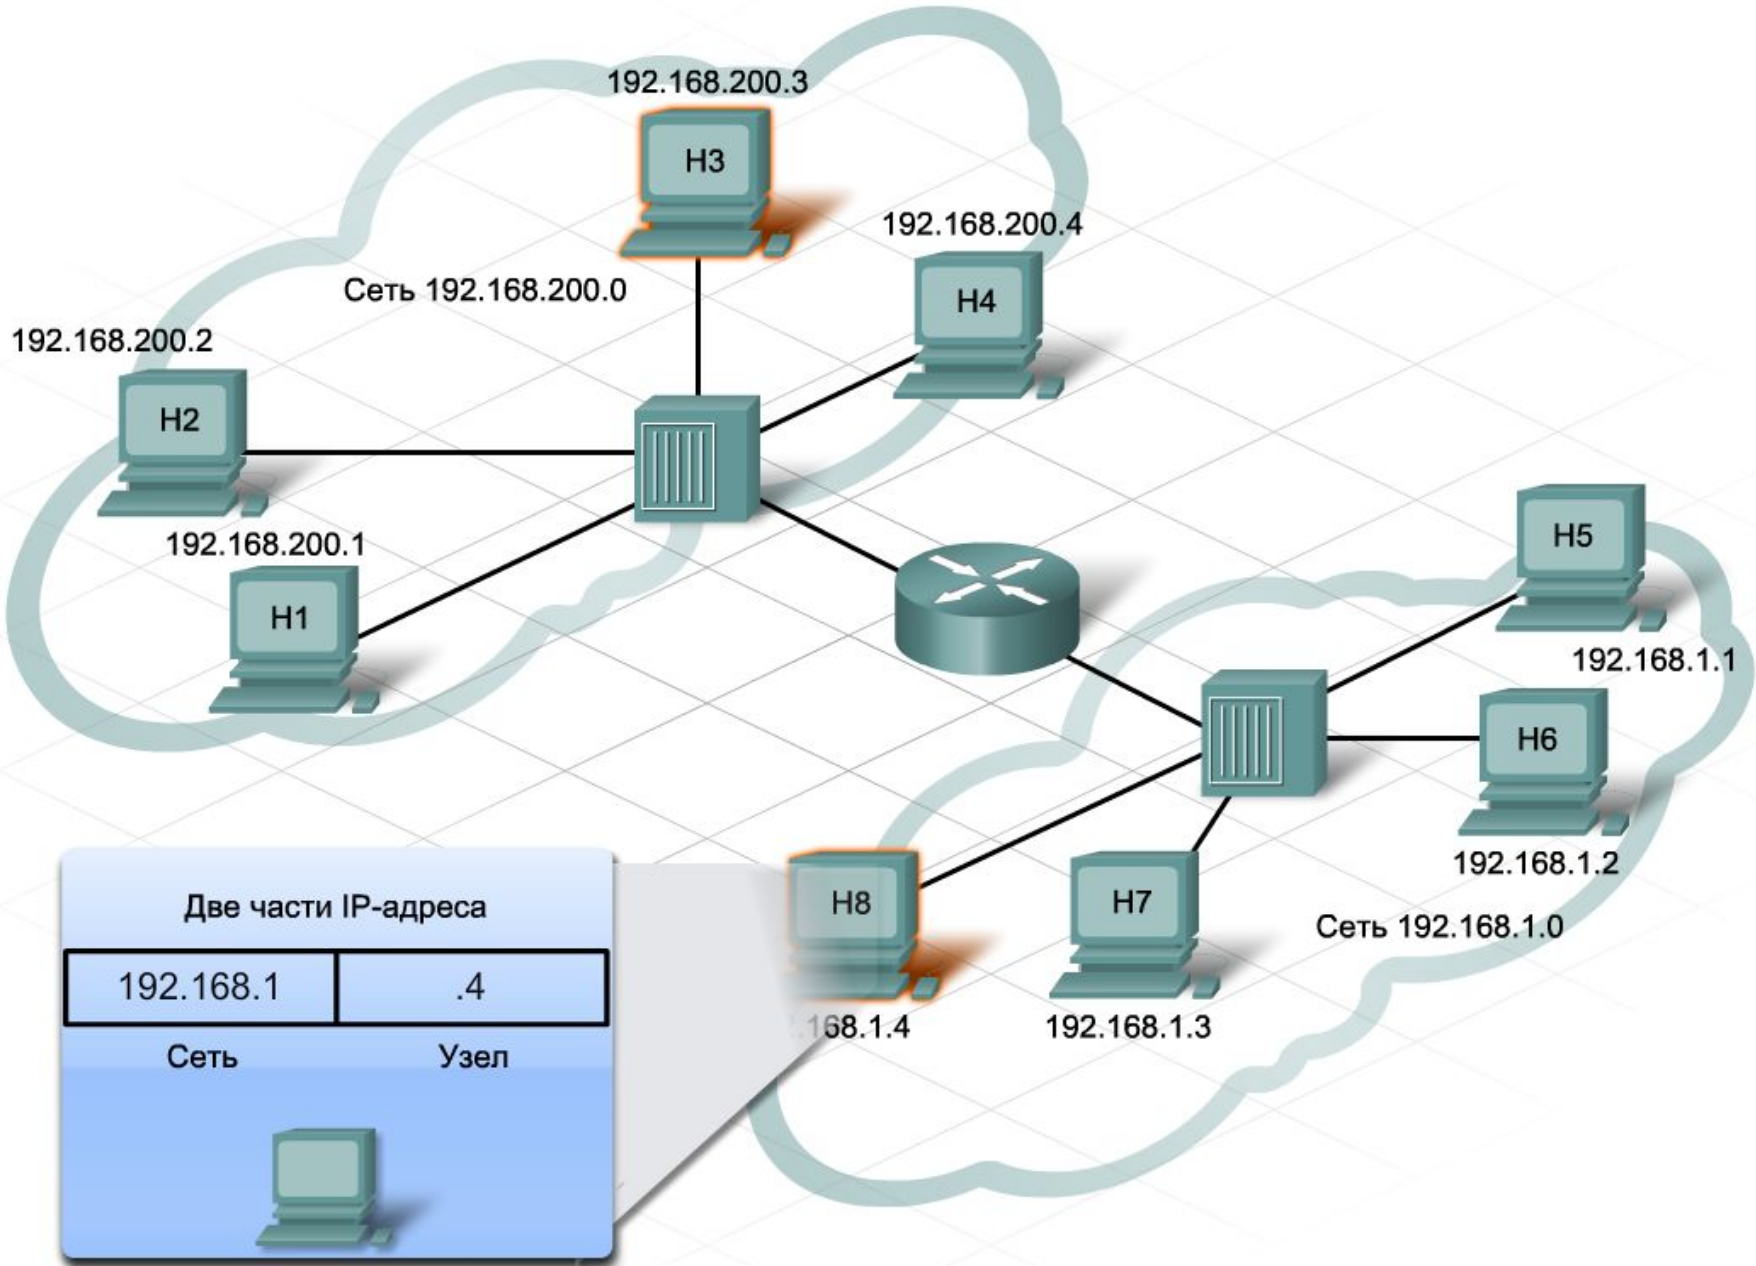 192.168.200.3
H3
192.168.200.4
Сеть 192.168.200.0
H4
192.168.200.2
H2
192.168.200.1
H1
H5
192.168.1.1
H6
192.168.1.2
H8
H7
Сеть 192.168.1.0
.168.1.4
192.168.1.3
Две части IP-адреса
192.168.1 .4
Сеть Узел